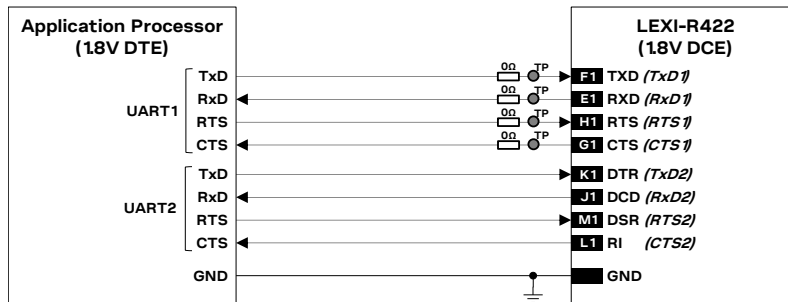 Application Processor
(1.8V DTE)
LEXI-R422
(1.8V DCE)
UART1
TxD
0Ω
TP
F1
TXD (TxD1)
RxD
0Ω
TP
E1
RXD (RxD1)
RTS
0Ω
TP
H1
RTS (RTS1)
CTS
0Ω
TP
G1
CTS (CTS1)
UART2
TxD
K1
DTR (TxD2)
RxD
J1
DCD (RxD2)
RTS
M1
DSR (RTS2)
CTS
L1
RI (CTS2)
GND
GND